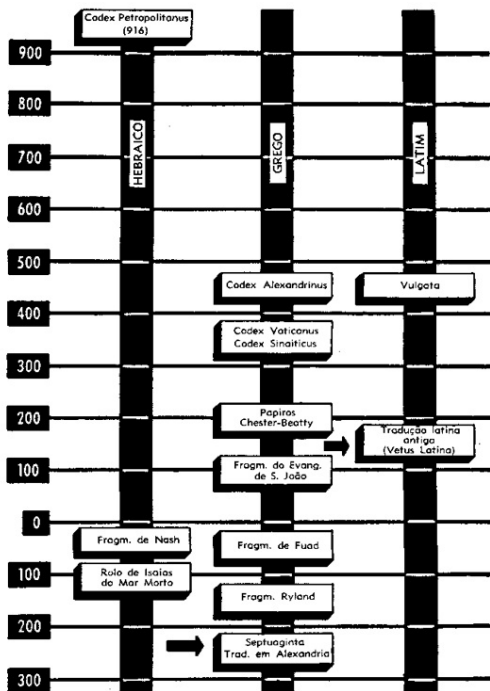 Codex Petropolitanus
(916)
900
800
HEBRAICO
GREGO
LATIM
700
600
500
Codex Alexandrinus
Vulgata
400
Codex Vaticanus
Codex Sinaiticus
300
200
Papiros
Chester-Beatty
Tradução latina
antiga
(Vetus Latina)
100
Fragm. do Evang.
de S. João
0
Fragm. de Nash
Fragm. de Fuad
100
Rolo de Isaías
do Mar Morto
Fragm. Ryland
200
Septuaginta
Trad. em Alexandria
300